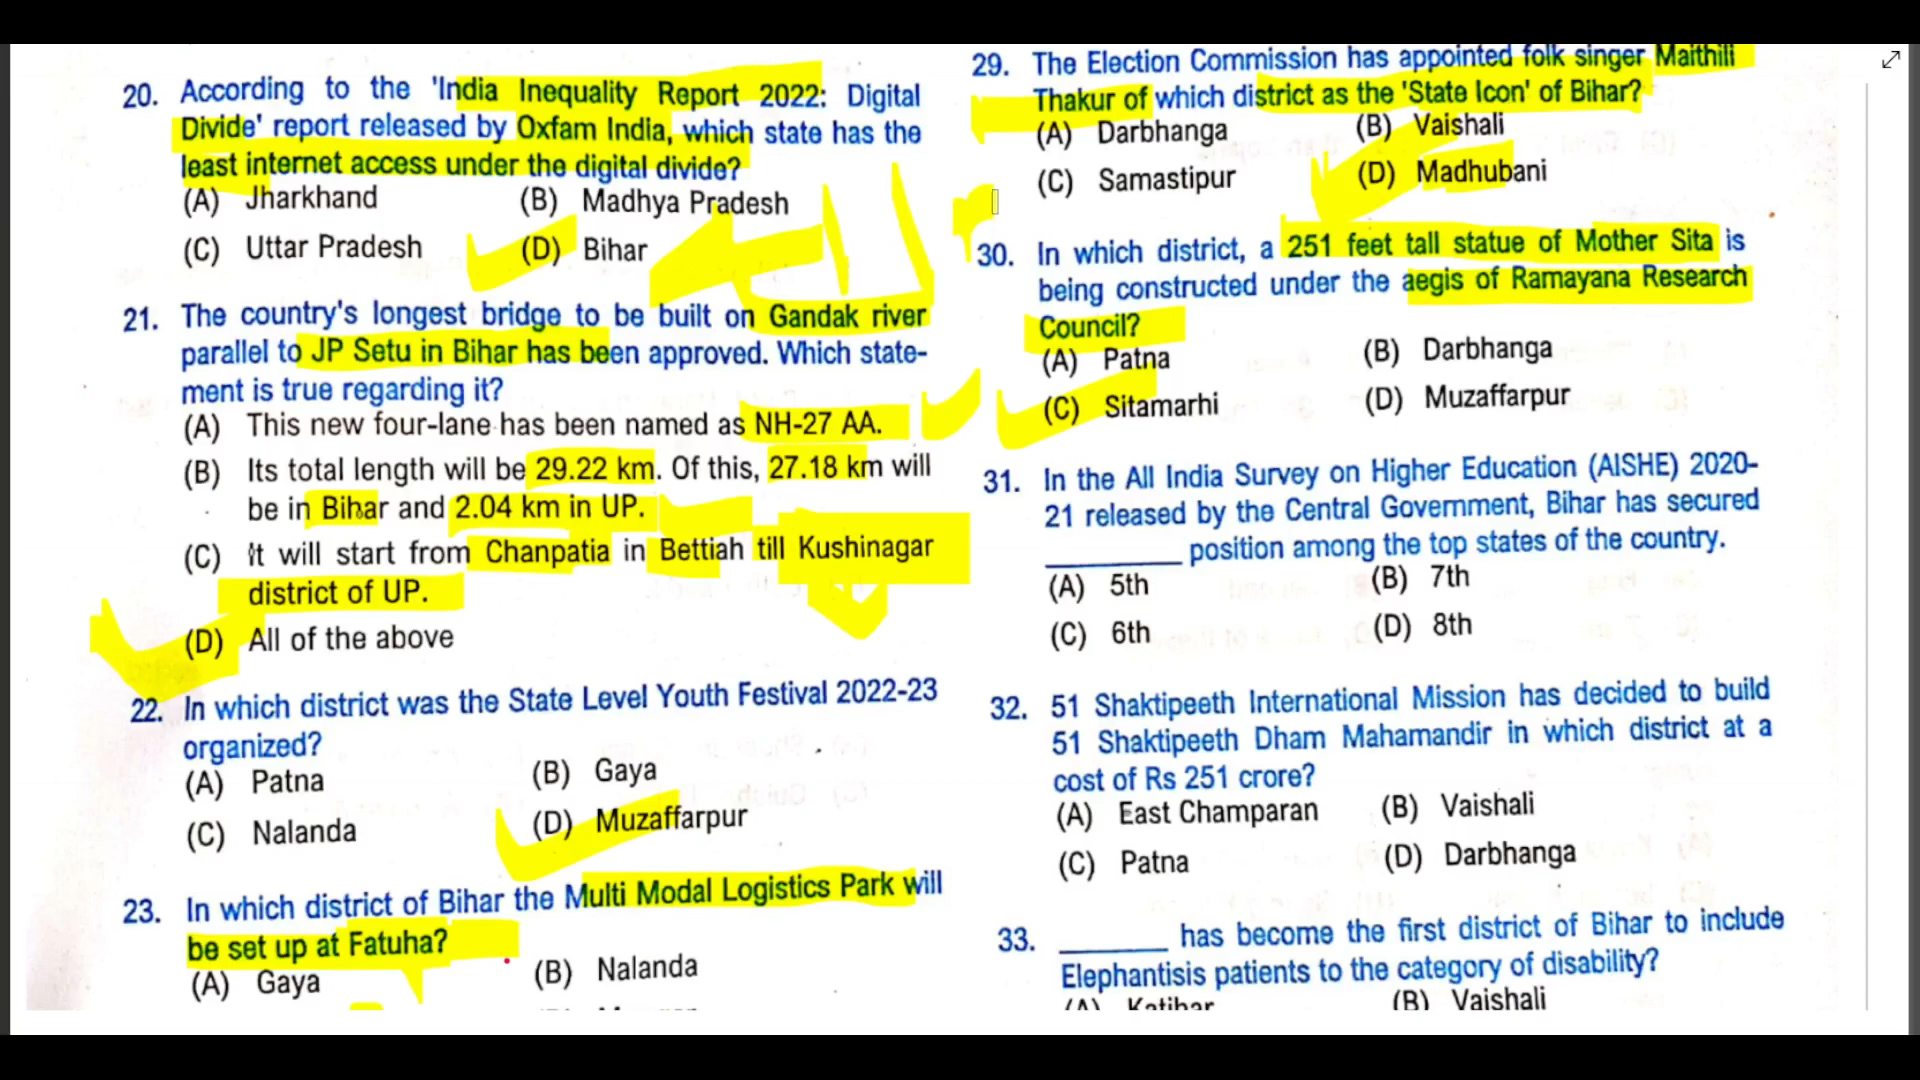 20. According to the 'India Inequality Report 2022: Digital
Divide' report released by Oxfam India, which state has the
least internet access under the digital divide?
(A) Jharkhand (B) Madhya Pradesh
(C) Uttar Pradesh (D) Bihar
21. The country's longest bridge to be built on Gandak river
parallel to JP Setu in Bihar has been approved. Which state-
ment is true regarding it?
(A) This new four-lane has been named as NH-27 AA.
(B) Its total length will be 29.22 km. Of this, 27.18 km will
be in Bihar and 2.04 km in UP.
(C) It will start from Chanpatia in Bettiah till Kushinagar
district of UP.
(D) All of the above
22. In which district was the State Level Youth Festival 2022-23
organized?
(A) Patna (B) Gaya
(C) Nalanda (D) Muzaffarpur
23. In which district of Bihar the Multi Modal Logistics Park will
be set up at Fatuha?
(A) Gaya (B) Nalanda
29. The Election Commission has appointed folk singer Maithili
Thakur of which district as the 'State Icon' of Bihar?
(A) Darbhanga (B) Vaishali
(C) Samastipur (D) Madhubani
30. In which district, a 251 feet tall statue of Mother Sita is
being constructed under the aegis of Ramayana Research
Council?
(A) Patna (B) Darbhanga
(C) Sitamarhi (D) Muzaffarpur
31. In the All India Survey on Higher Education (AISHE) 2020-
21 released by the Central Government, Bihar has secured
________ position among the top states of the country.
(A) 5th (B) 7th
(C) 6th (D) 8th
32. 51 Shaktipeeth International Mission has decided to build
51 Shaktipeeth Dham Mahamandir in which district at a
cost of Rs 251 crore?
(A) East Champaran (B) Vaishali
(C) Patna (D) Darbhanga
33. ________ has become the first district of Bihar to include
Elephantisis patients to the category of disability?
(A) Katihar (B) Vaishali